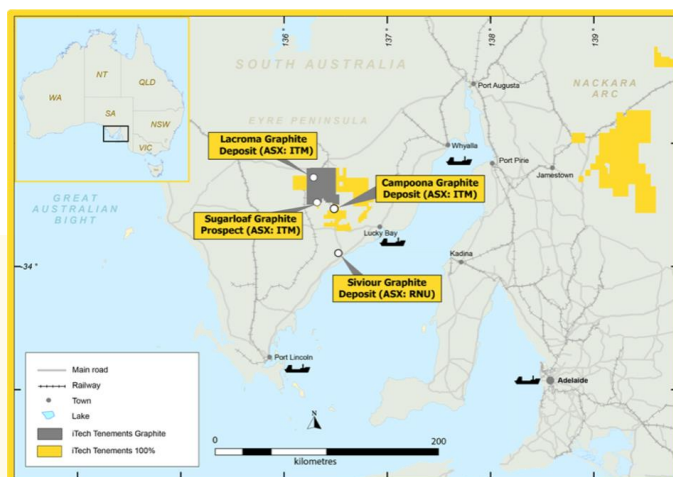 136
137
138
139
NT
QLD
WA
SA
NSW
VIC
SOUTH AUSTRALIA
Port Augusta
NACKARA
ARC
EYRE PENINSULA
Lacroma Graphite
Deposit (ASX: ITM)
Whyalla
Port Pirie
Jamestown
Campoona Graphite
Deposit (ASX: ITM)
GREAT
AUSTRALIAN
BIGHT
Sugarloaf Graphite
Prospect (ASX: ITM)
Lucky Bay
Kadina
-34°
Siviour Graphite
Deposit (ASX: RNU)
Port Lincoln
Adelaide
Main road
Railway
Town
Lake
iTech Tenements Graphite
iTech Tenements 100%
N
0 200
kilometres